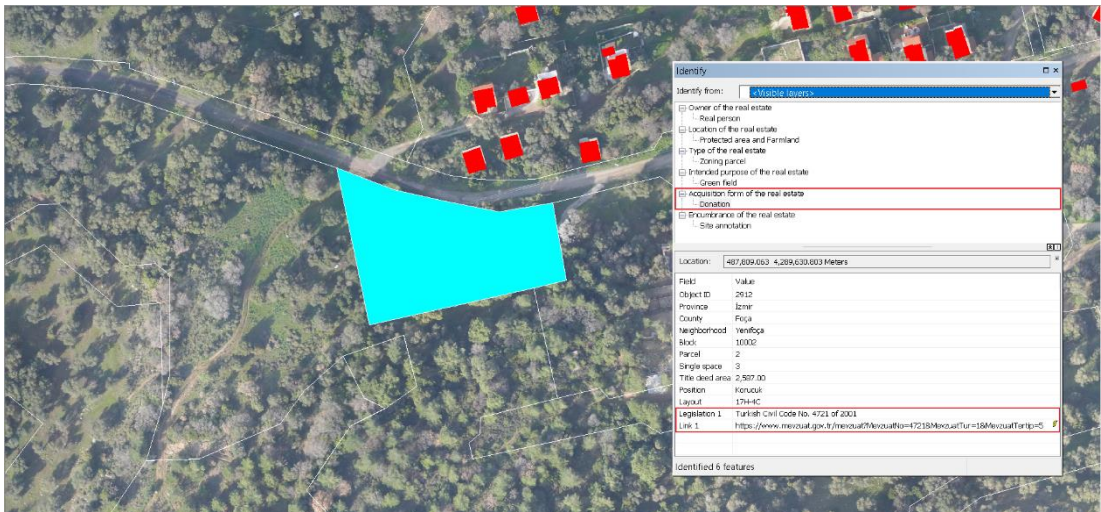 Identify
Identify from: <Visible layers>
Owner of the real estate
Real person
Location of the real estate
Protected area and Farmland
Type of the real estate
Zoning parcel
Intended purpose of the real estate
Green field
Acquisition form of the real estate
Donation
Encumbrance of the real estate
Site annotation
Location: 487,809.063 4,289,630.803 Meters
Field Value
Object ID 2912
Province İzmir
County Foça
Neighborhood Yenifoça
Block 10002
Parcel 2
Single space 3
Title deed area 2,587.00
Position Korucuk
Layout 17H-4C
Legislation 1 Turkish Civil Code No. 4721 of 2001
Link 1 https://www.mevzuat.gov.tr/mevzuat?MevzuatNo=4721&MevzuatTur=1&MevzuatTertip=5
Identified 6 features